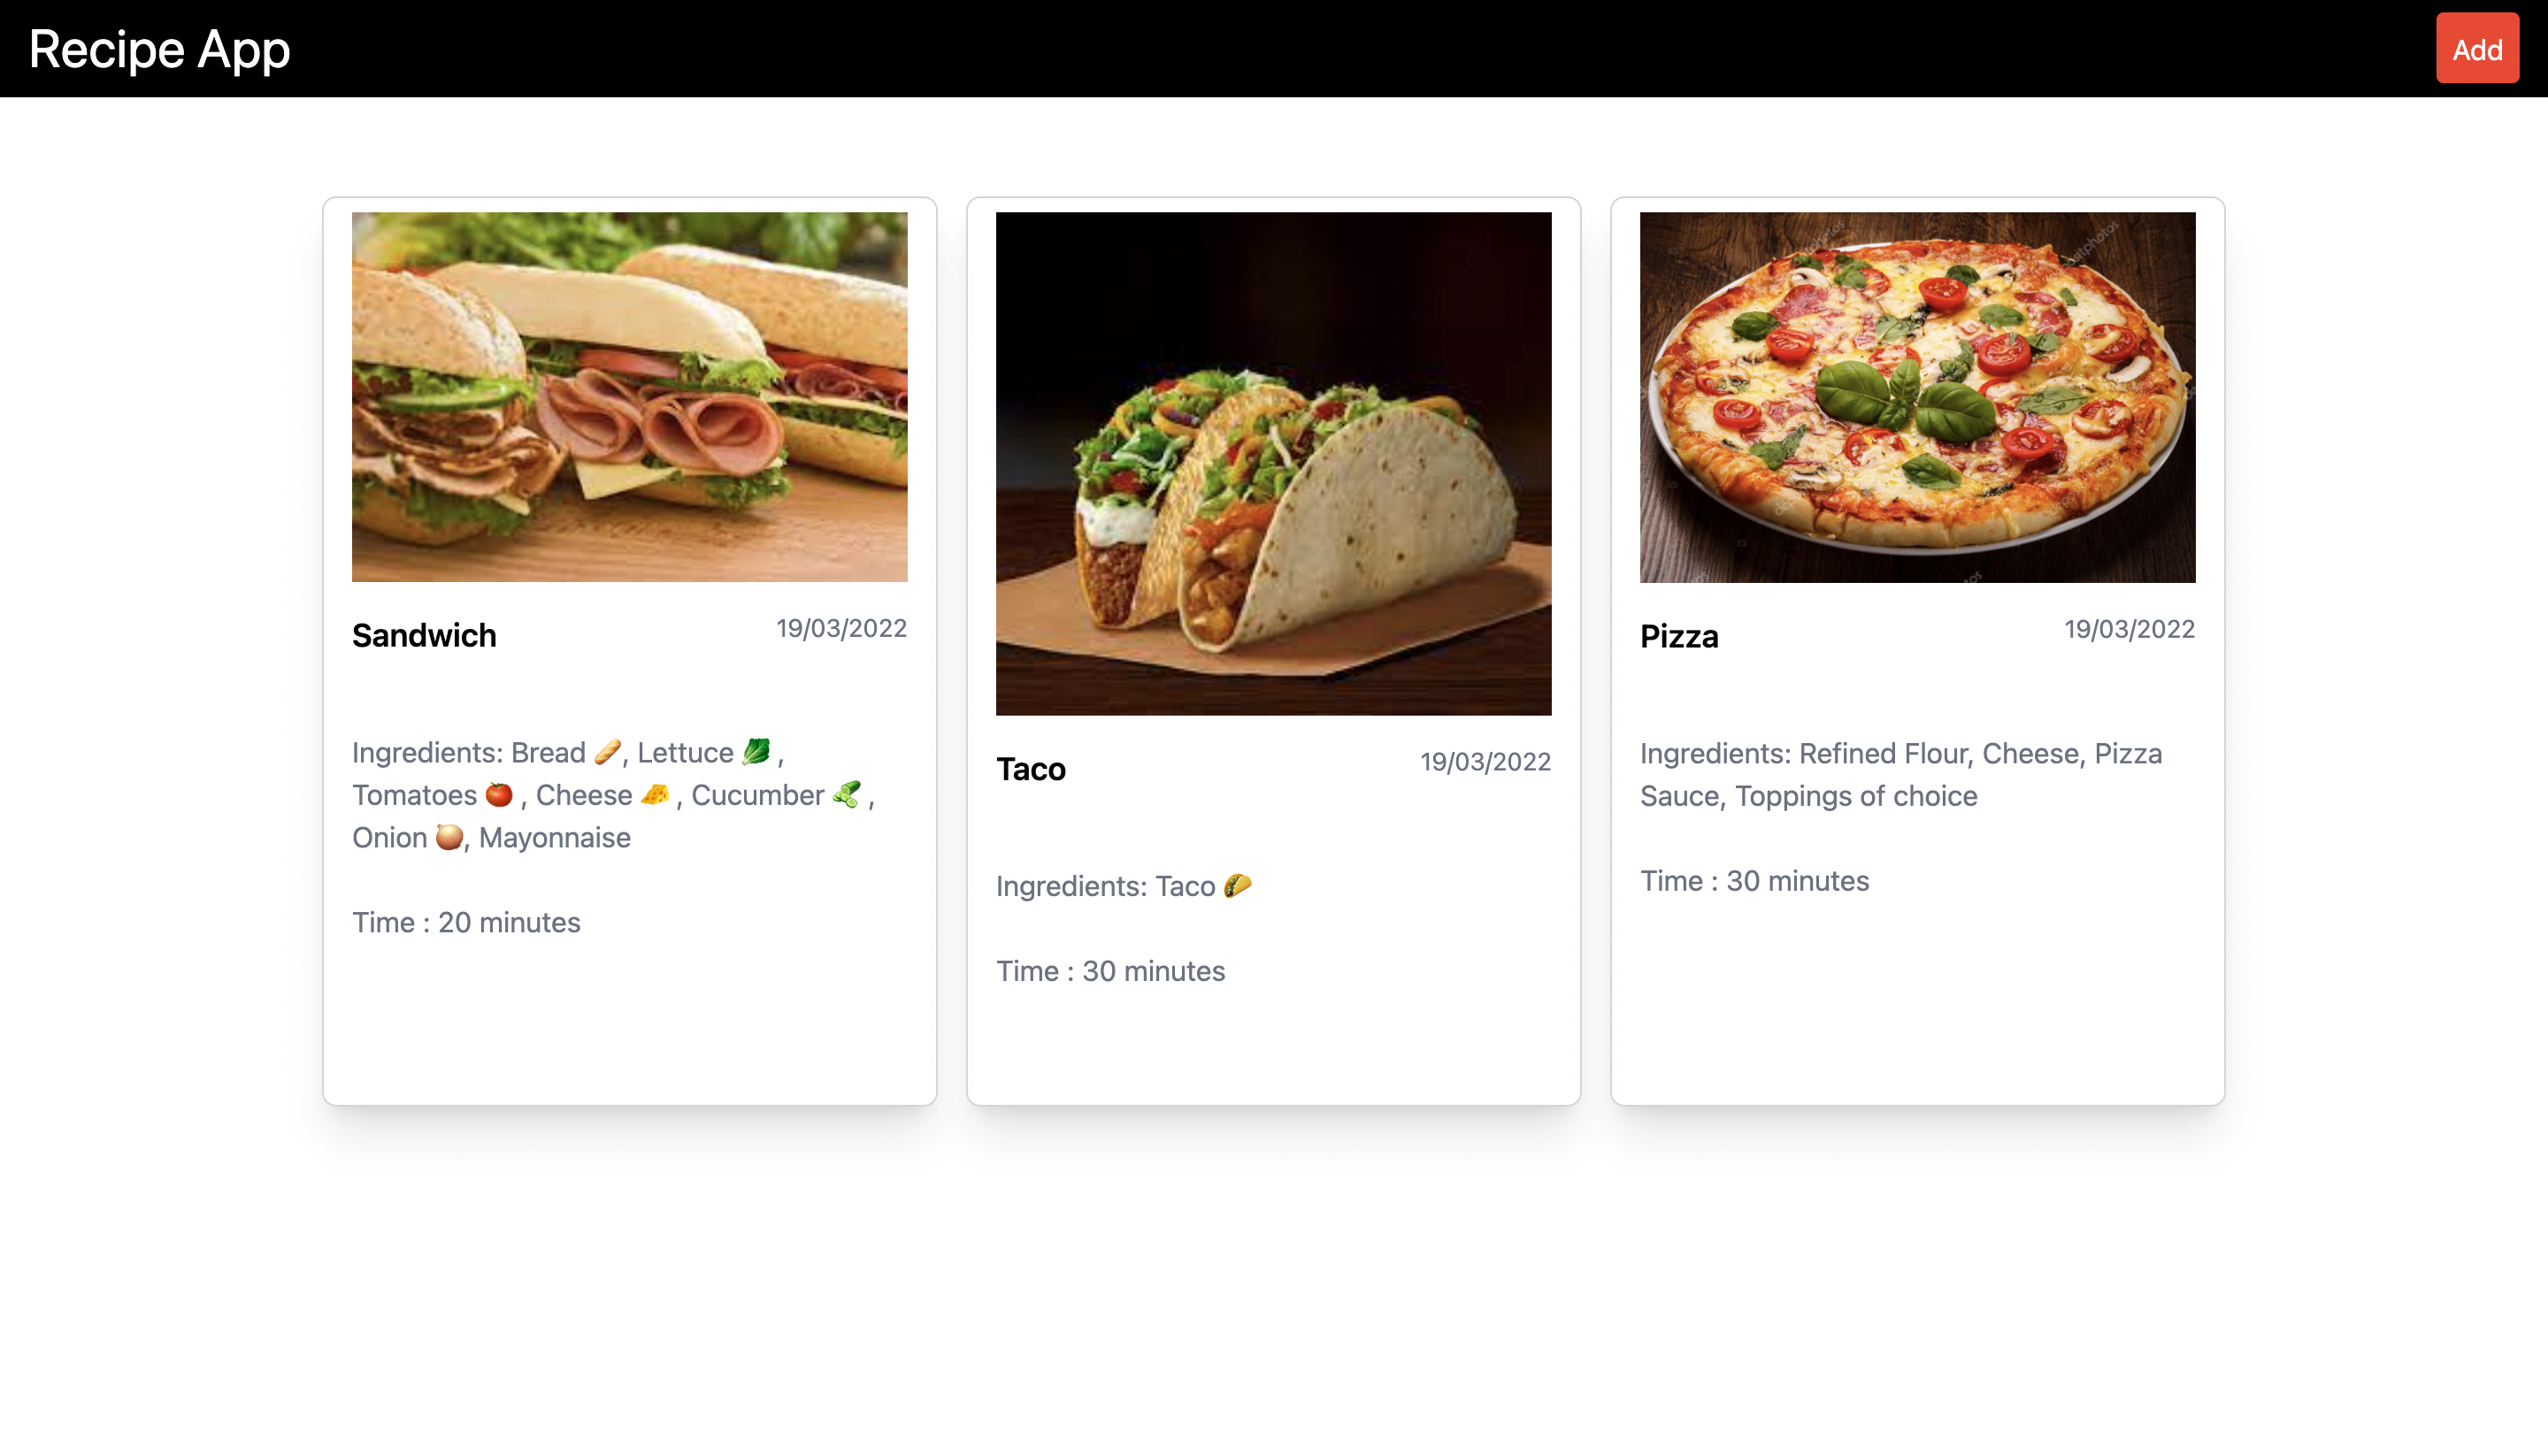 Recipe App
Add
Sandwich
19/03/2022
Ingredients: Bread 🥖, Lettuce 🥬 ,
Tomatoes 🍅 , Cheese 🧀 , Cucumber 🥒 ,
Onion 🧅, Mayonnaise
Time : 20 minutes
Taco
19/03/2022
Ingredients: Taco 🌮
Time : 30 minutes
Pizza
19/03/2022
Ingredients: Refined Flour, Cheese, Pizza
Sauce, Toppings of choice
Time : 30 minutes